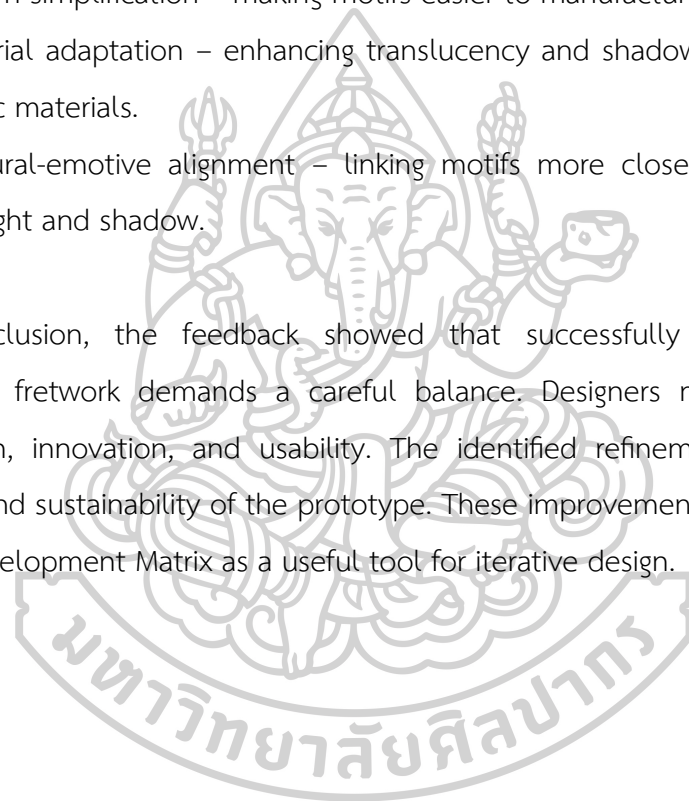 simplification – making motifs easier to manufactur
rial adaptation – enhancing translucency and shadow
c materials.
ural-emotive alignment – linking motifs more close
ght and shadow.
clusion, the feedback showed that successfully
fretwork demands a careful balance. Designers
n, innovation, and usability. The identified refinem
nd sustainability of the prototype. These improvemen
elopment Matrix as a useful tool for iterative design.
มหาวิทยาลัยศิลปากร